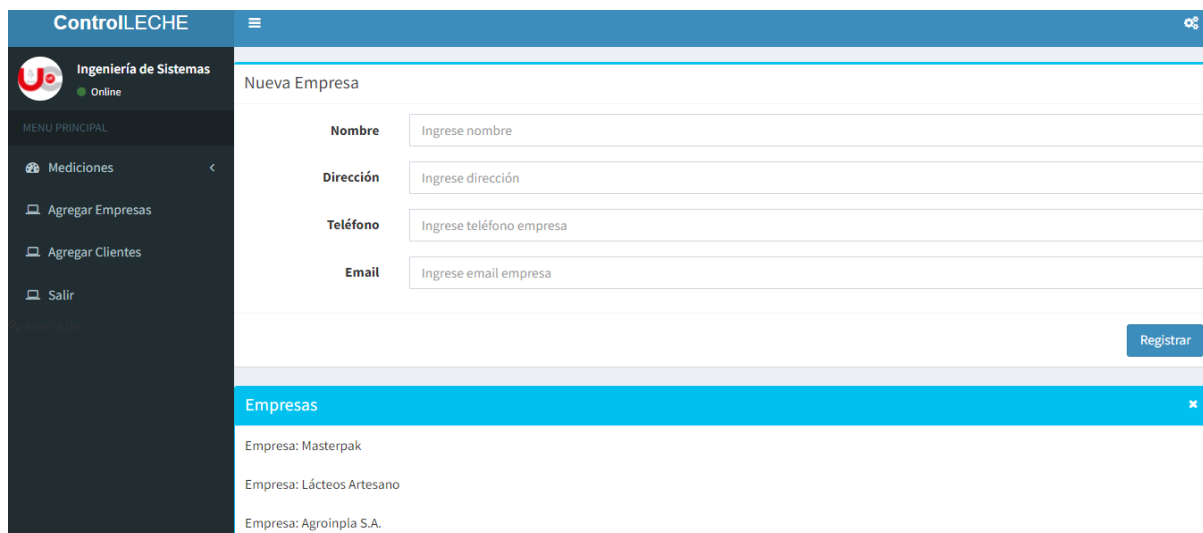 ControlLECHE
Ingeniería de Sistemas
Online
MENU PRINCIPAL
Mediciones
Agregar Empresas
Agregar Clientes
Salir
Nueva Empresa
Nombre Ingrese nombre
Dirección Ingrese dirección
Teléfono Ingrese teléfono empresa
Email Ingrese email empresa
Registrar
Empresas
Empresa: Masterpak
Empresa: Lácteos Artesano
Empresa: Agroinpla S.A.